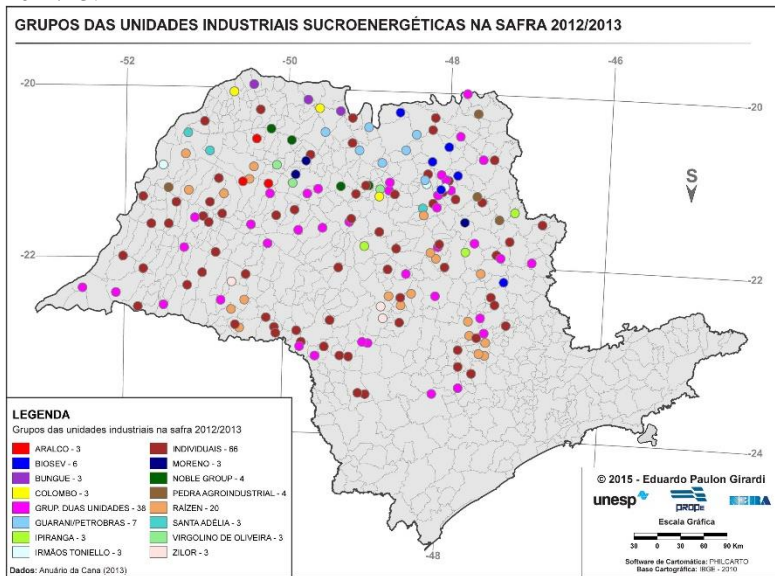 GRUPOS DAS UNIDADES INDUSTRIAIS SUCROENERGÉTICAS NA SAFRA 2012/2013
-52
-50
-48
-46
-20
-20
S
-22
-22
-24
-48
LEGENDA
Grupos das unidades industriais na safra 2012/2013
ARALCO - 3
BIOSEV - 6
BUNGUE - 3
COLOMBO - 3
GRUP. DUAS UNIDADES - 38
QUARANI/PETROBRAS - 7
IPIRANGA - 3
IRMÃOS TONIELLO - 3
INDIVIDUAIS - 66
MORENO - 3
NOBLE GROUP - 4
PEDRA AGROINDUSTRIAL - 4
RAÍZEN - 20
SANTA ADÉLIA - 3
VIRGOLINO DE OLIVEIRA - 3
ZILOR - 3
Dados: Anuário da Cana (2013)
© 2015 - Eduardo Paulon Girardi
unesp
PROPe
Escala Gráfica
30 0 30 60 90 Km
Software de Cartomática: PHILCARTO
Base Cartográfica: IBGE - 2010